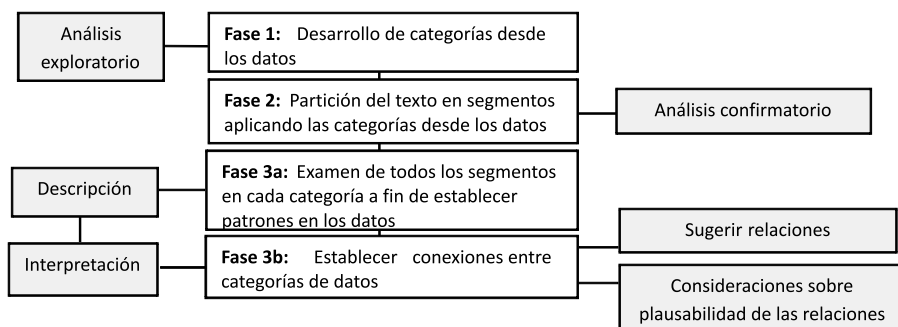 Análisis
exploratorio
Fase 1: Desarrollo de categorías desde
los datos
Fase 2: Partición del texto en segmentos
aplicando las categorías desde los datos
Análisis confirmatorio
Fase 3a: Examen de todos los segmentos
en cada categoría a fin de establecer
patrones en los datos
Descripción
Interpretación
Fase 3b: Establecer conexiones entre
categorías de datos
Sugerir relaciones
Consideraciones sobre
plausabilidad de las relaciones